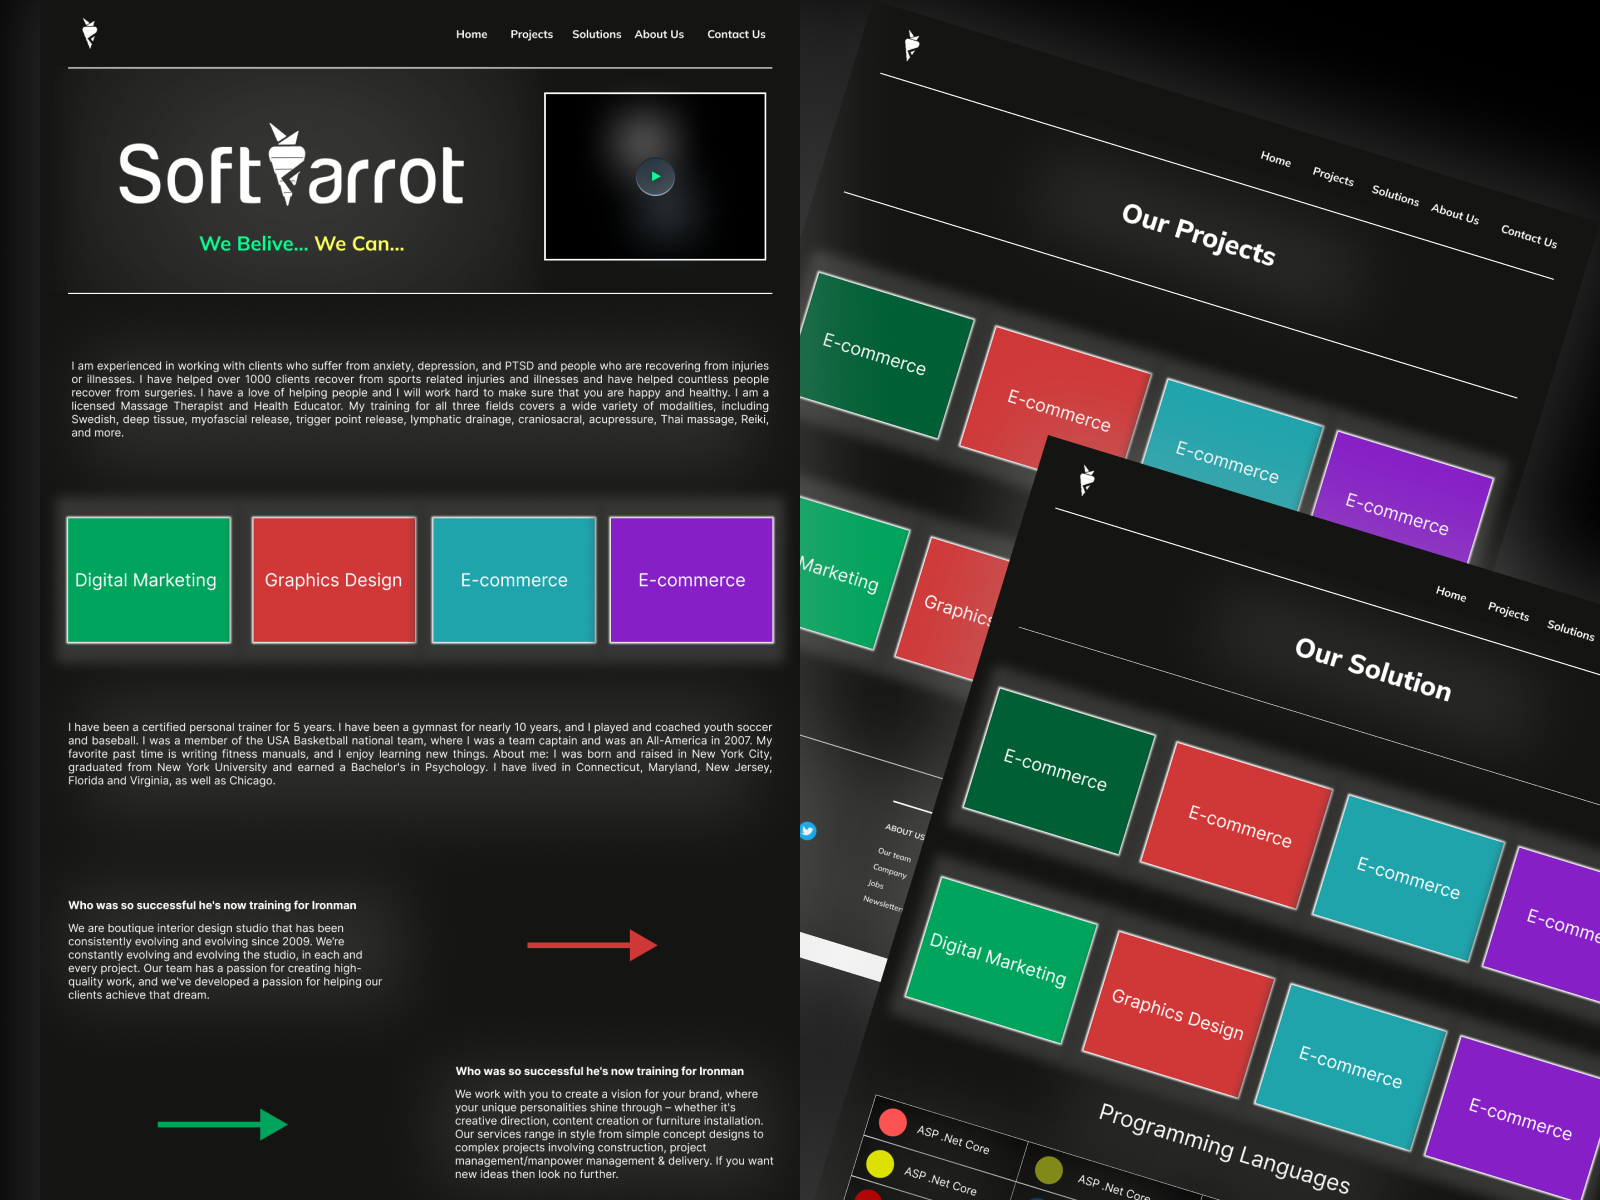 Home Projects Solutions About Us Contact Us
Soft arrot
We Belive... We Can...
I am experienced in working with clients who suffer from anxiety, depression, and PTSD and people who are recovering from injuries
or illnesses. I have helped over 1000 clients recover from sports related injuries and illnesses and have helped countless people
recover from surgeries. I have a love of helping people and I will work hard to make sure that you are happy and healthy. I am a
licensed Massage Therapist and Health Educator. My training for all three fields covers a wide variety of modalities, including
Swedish, deep tissue, myofascial release, trigger point release, lymphatic drainage, craniosacral, acupressure, Thai massage, Reiki,
and more.
Digital Marketing
Graphics Design
E-commerce
E-commerce
I have been a certified personal trainer for 5 years. I have been a gymnast for nearly 10 years, and I played and coached youth soccer
and baseball. I was a member of the USA Basketball national team, where I was a team captain and was an All-America in 2007. My
favorite past time is writing fitness manuals, and I enjoy learning new things. About me: I was born and raised in New York City,
graduated from New York University and earned a Bachelor's in Psychology. I have lived in Connecticut, Maryland, New Jersey,
Florida and Virginia, as well as Chicago.
Who was so successful he's now training for Ironman
We are boutique interior design studio that has been
consistently evolving and evolving since 2009. We're
constantly evolving and evolving the studio, in each and
every project. Our team has a passion for creating high-
quality work, and we've developed a passion for helping our
clients achieve that dream.
Who was so successful he's now training for Ironman
We work with you to create a vision for your brand, where
your unique personalities shine through – whether it's
creative direction, content creation or furniture installation.
Our services range in style from simple concept designs to
complex projects involving construction, project
management/manpower management & delivery. If you want
new ideas then look no further.
Home Projects Solutions About Us Contact Us
Our Projects
E-commerce
E-commerce
E-commerce
E-commerce
Marketing
Graphics
ABOUT US
Our team
Company
Jobs
Newsletter
Home Projects Solutions
Our Solution
E-commerce
E-commerce
E-commerce
E-comme
Digital Marketing
Graphics Design
E-commerce
E-commerce
Programming Languages
ASP .Net Core
ASP .Net Core
ASP .Net Core